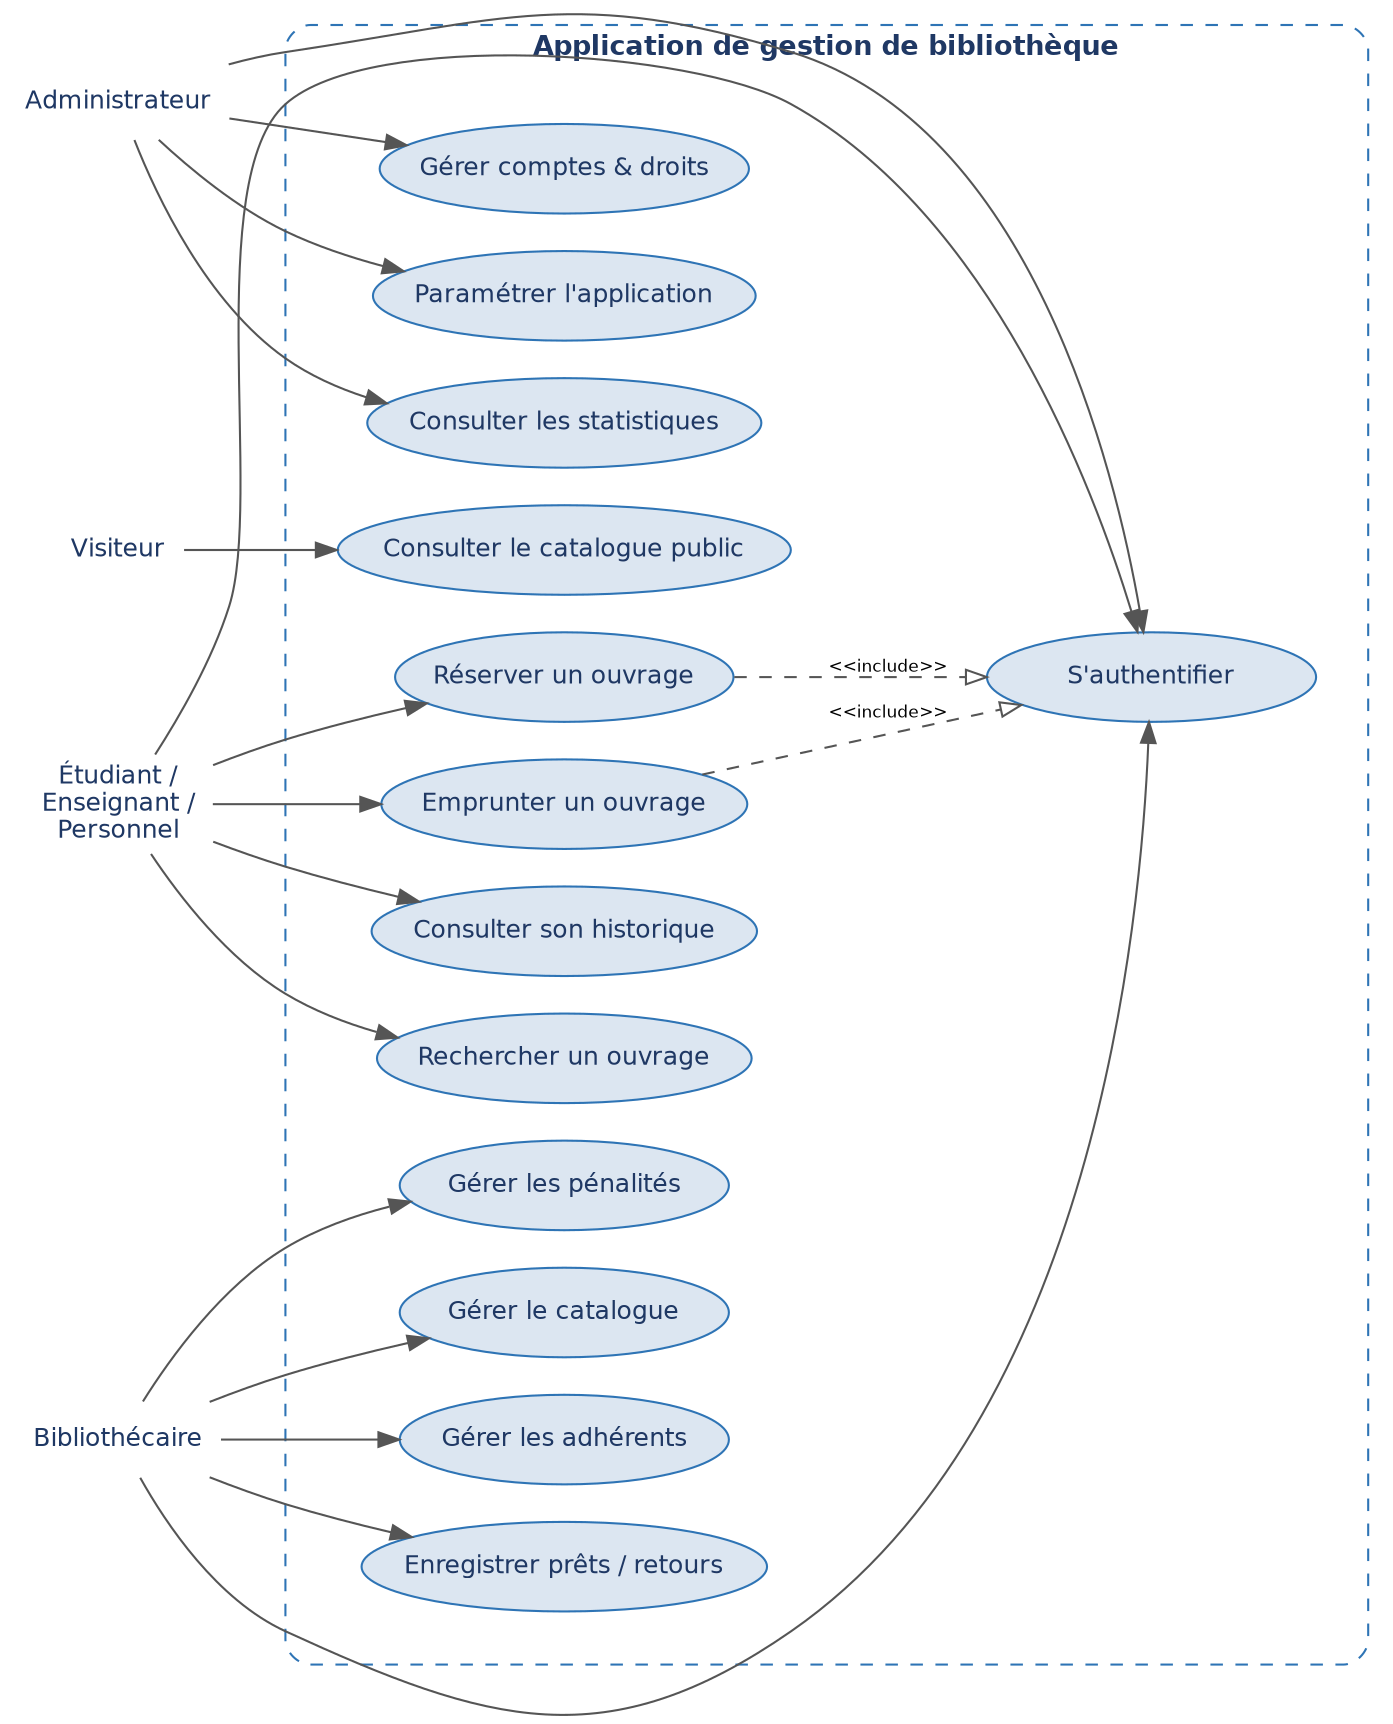 Application de gestion de bibliothèque
Administrateur
Gérer comptes & droits
Paramétrer l'application
Consulter les statistiques
Visiteur
Consulter le catalogue public
Réserver un ouvrage
<<include>>
S'authentifier
<<include>>
Étudiant /
Enseignant /
Personnel
Emprunter un ouvrage
Consulter son historique
Rechercher un ouvrage
Gérer les pénalités
Gérer le catalogue
Bibliothécaire
Gérer les adhérents
Enregistrer prêts / retours